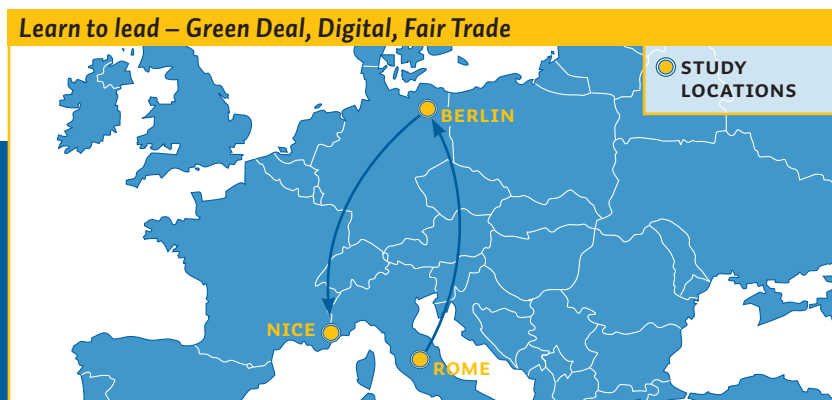 Learn to lead – Green Deal, Digital, Fair Trade
STUDY
LOCATIONS
BERLIN
NICE
ROME